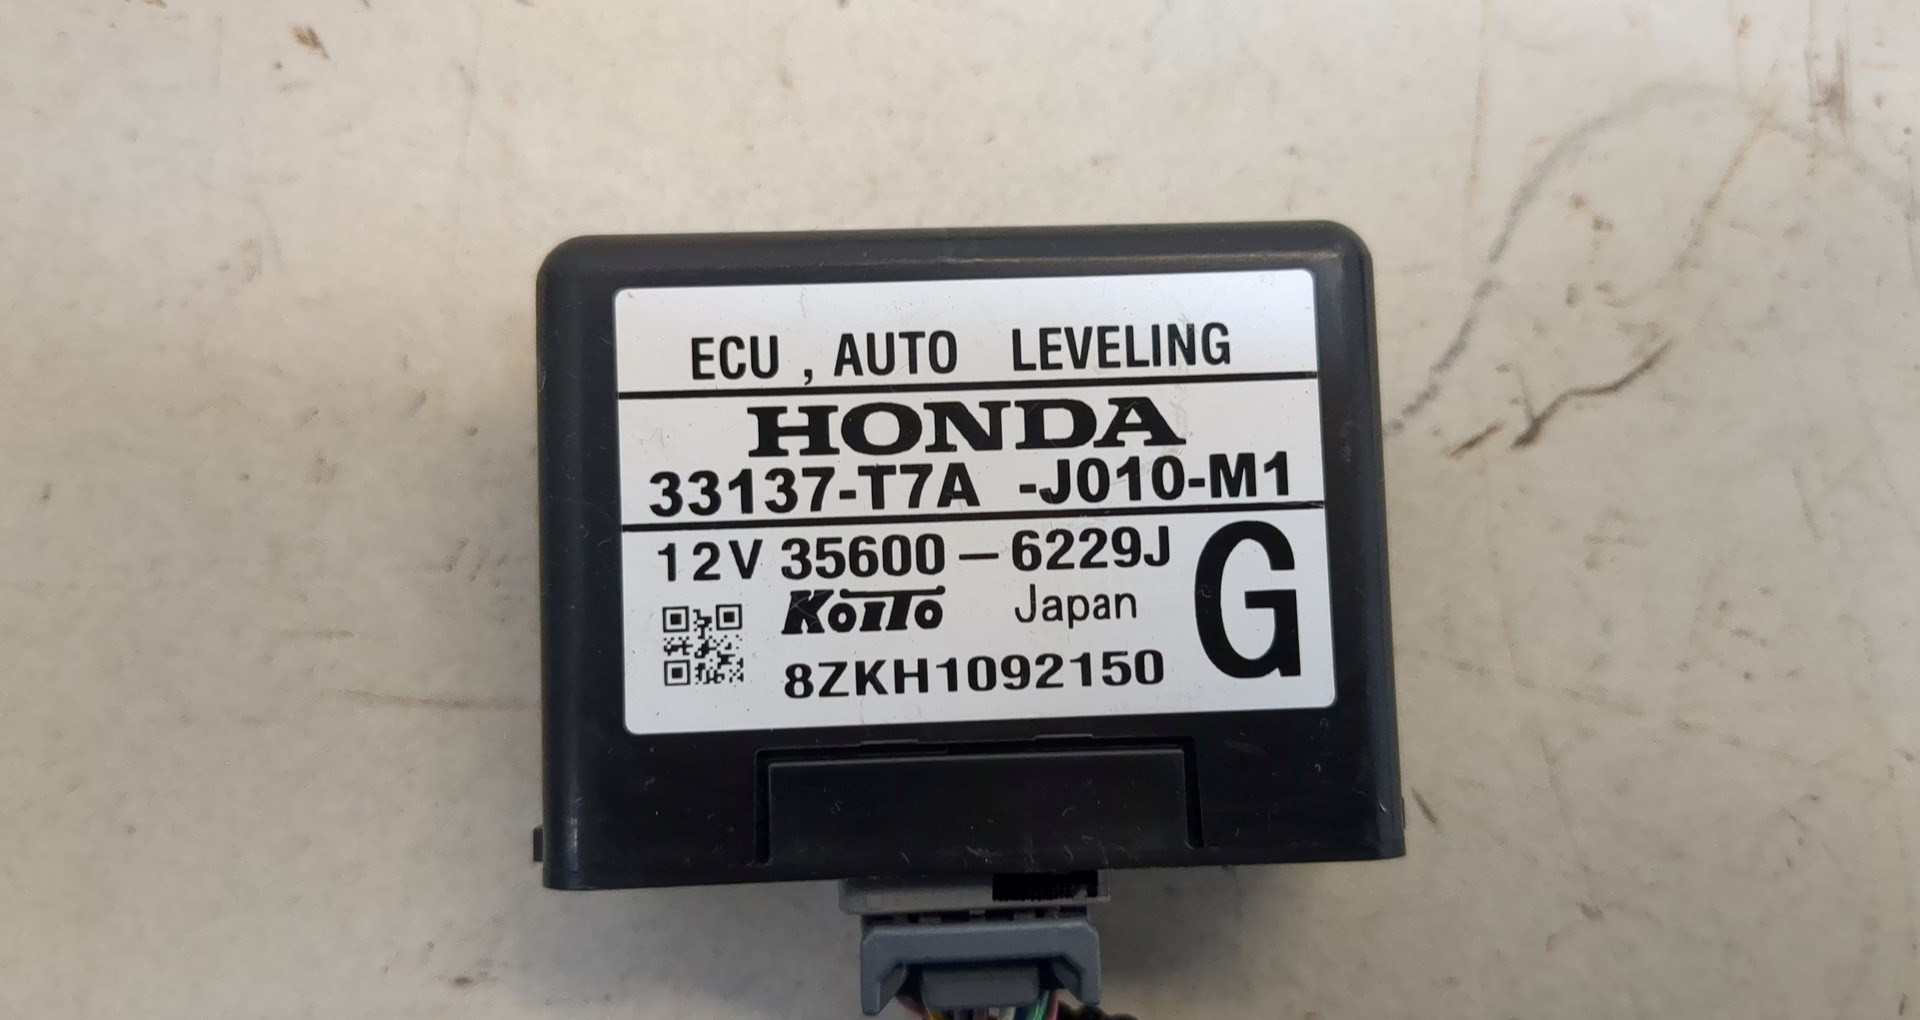 ECU , AUTO LEVELING
HONDA
33137-T7A -J010-M1
12V 35600-6229J
KOITO Japan
G
8ZKH1092150